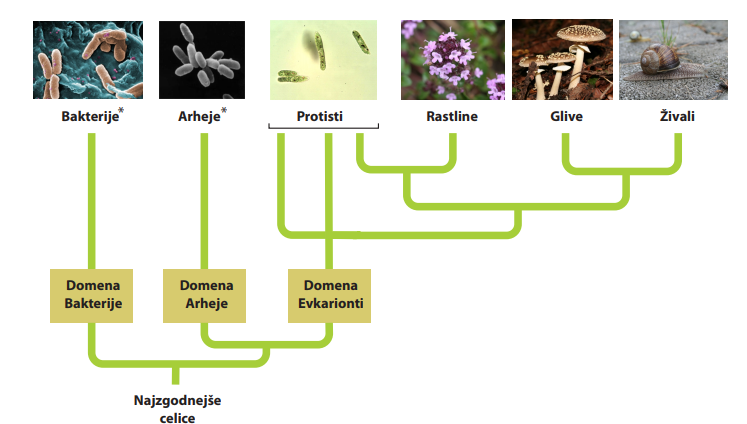 Bakterije*
Arheje*
Protisti
Rastline
Glive
Živali
Domena
Bakterije
Domena
Arheje
Domena
Evkarionti
Najzgodnejše
celice